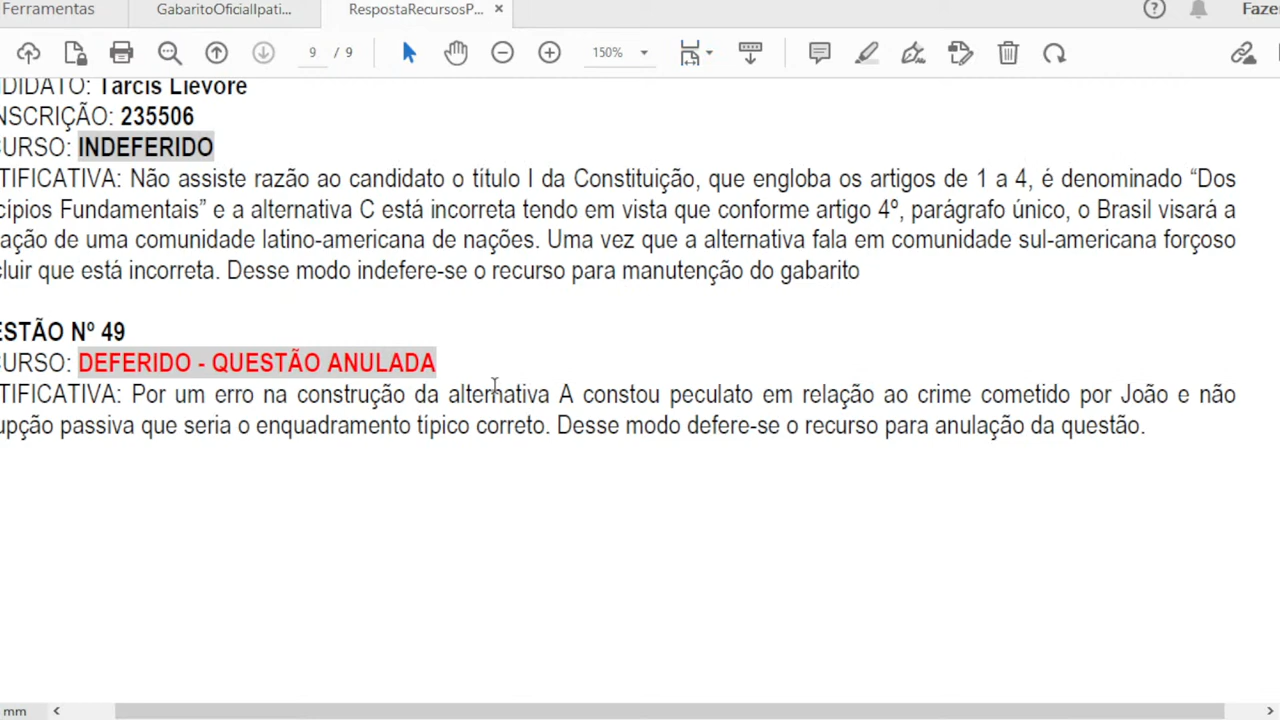 Ferramentas GabaritoOficialIpati... RespostaRecursosP... × Faze
9 / 9 150%
NDIDATO: Tarcis Lievore
NSCRIÇÃO: 235506
CURSO: INDEFERIDO
TIFICATIVA: Não assiste razão ao candidato o título I da Constituição, que engloba os artigos de 1 a 4, é denominado “Dos
cípios Fundamentais” e a alternativa C está incorreta tendo em vista que conforme artigo 4º, parágrafo único, o Brasil visará a
ação de uma comunidade latino-americana de nações. Uma vez que a alternativa fala em comunidade sul-americana forçoso
cluir que está incorreta. Desse modo indefere-se o recurso para manutenção do gabarito
ESTÃO Nº 49
CURSO: DEFERIDO - QUESTÃO ANULADA
TIFICATIVA: Por um erro na construção da alternativa A constou peculato em relação ao crime cometido por João e não
upção passiva que seria o enquadramento típico correto. Desse modo defere-se o recurso para anulação da questão.
mm